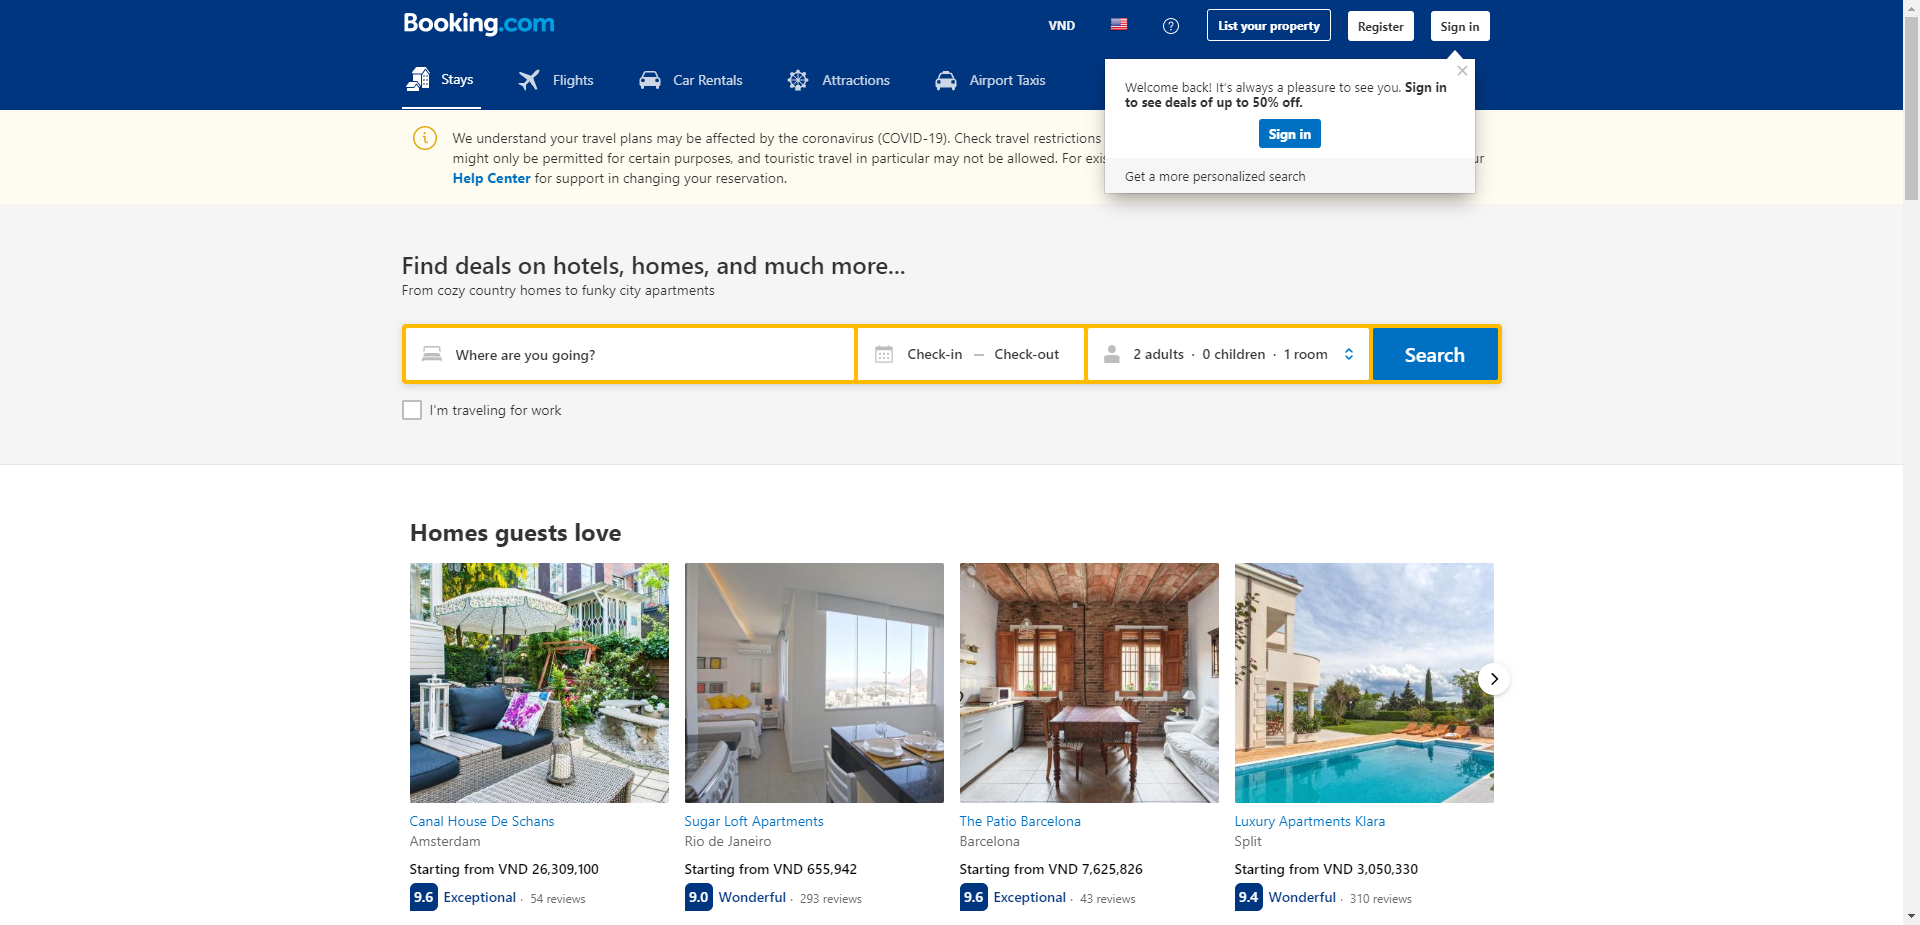 Booking.com
VND
List your property
Register
Sign in
Stays
Flights
Car Rentals
Attractions
Airport Taxis
Welcome back! It's always a pleasure to see you. Sign in
to see deals of up to 50% off.
Sign in
Get a more personalized search
We understand your travel plans may be affected by the coronavirus (COVID-19). Check travel restrictions
might only be permitted for certain purposes, and touristic travel in particular may not be allowed. For exis
Help Center for support in changing your reservation.
Find deals on hotels, homes, and much more...
From cozy country homes to funky city apartments
Where are you going?
Check-in — Check-out
2 adults · 0 children · 1 room
Search
I'm traveling for work
Homes guests love
Canal House De Schans
Amsterdam
Starting from VND 26,309,100
9.6 Exceptional · 54 reviews
Sugar Loft Apartments
Rio de Janeiro
Starting from VND 655,942
9.0 Wonderful · 293 reviews
The Patio Barcelona
Barcelona
Starting from VND 7,625,826
9.6 Exceptional · 43 reviews
Luxury Apartments Klara
Split
Starting from VND 3,050,330
9.4 Wonderful · 310 reviews